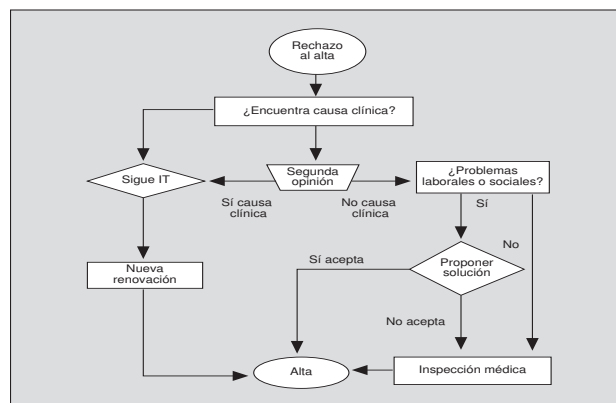 Rechazo
al alta
¿Encuentra causa clínica?
Sigue IT
Segunda
opinión
¿Problemas
laborales o sociales?
Sí causa
clínica
No causa
clínica
Sí
No
Nueva
renovación
Sí acepta
Proponer
solución
No acepta
Alta
Inspección médica